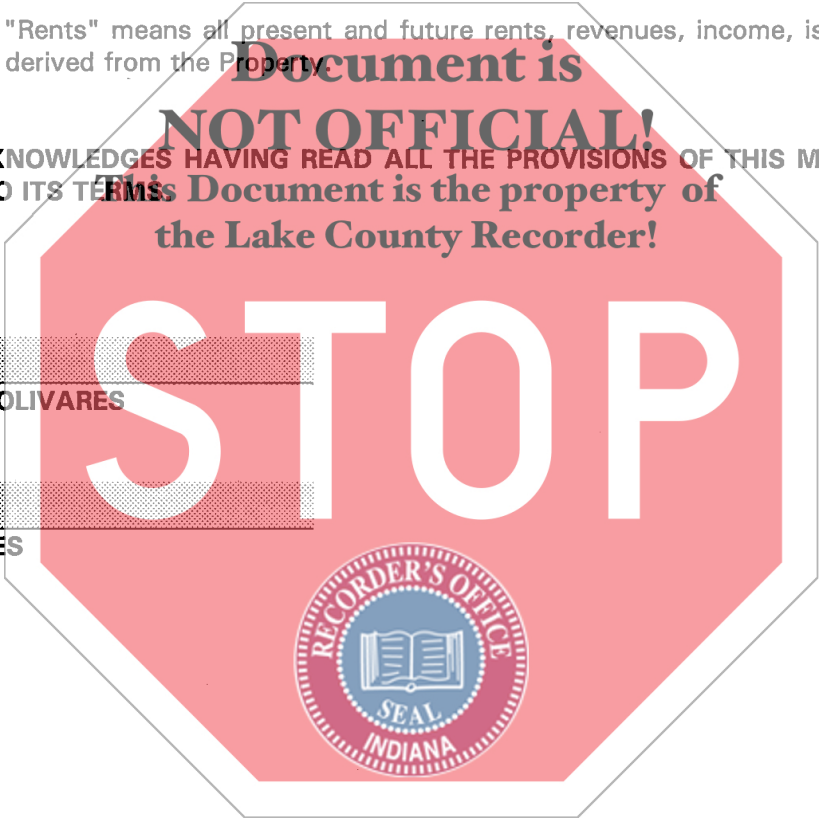 "Rents" means all present and future rents, revenues, income,
derived from the Property.
Document is
NOT OFFICIAL!
KNOWLEDGES HAVING READ ALL THE PROVISIONS OF THIS
ITS TERMS.
This Document is the property of
the Lake County Recorder!
STOP
OLIVARES
ES
RECORDER'S OFFICE
SEAL
INDIANA